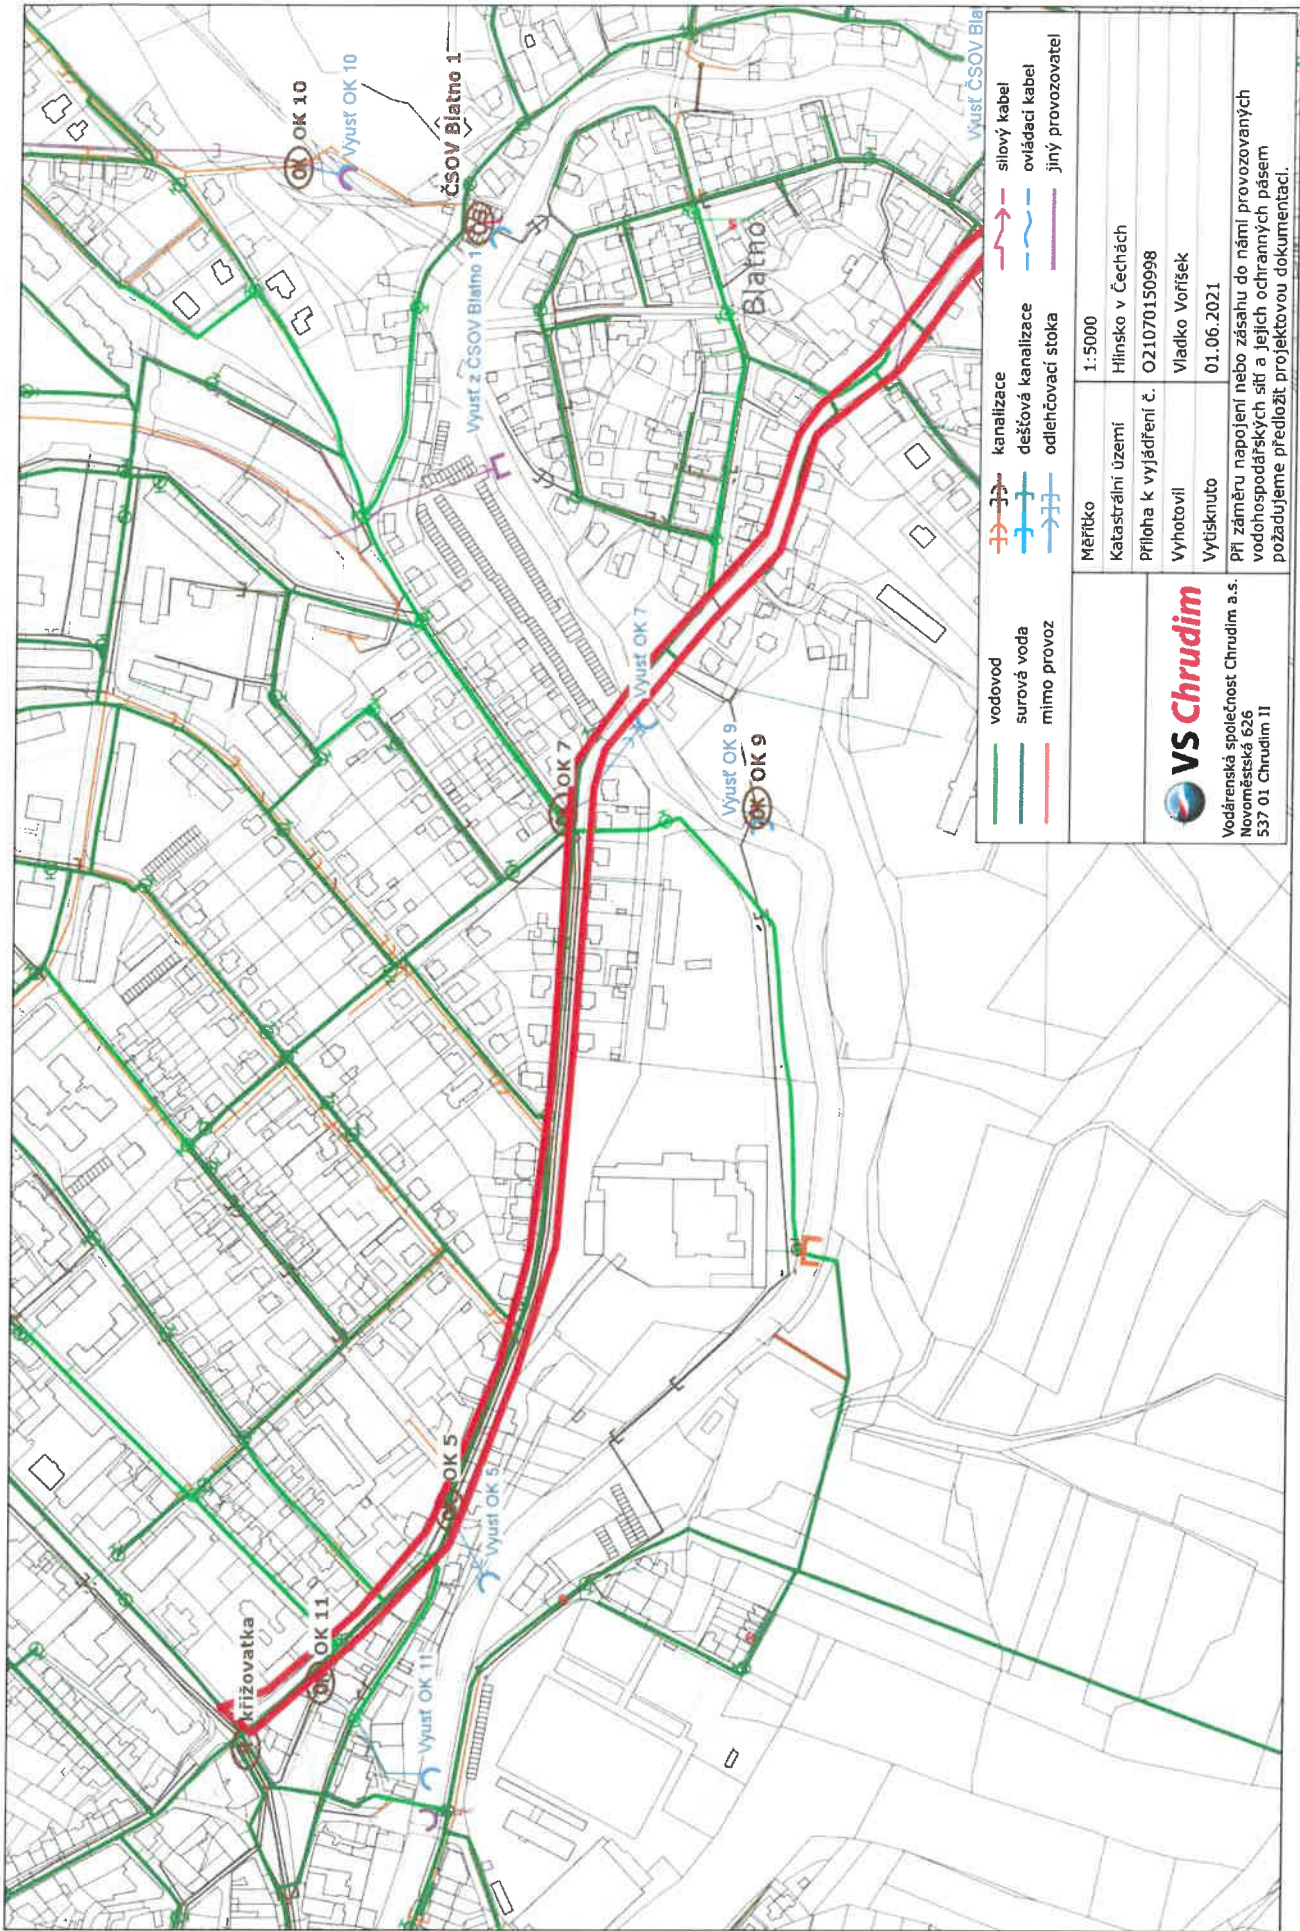 OK 10
OK
Výusť OK 10
ČSOV Blatno 1
ČS
Výusť z ČSOV Blatno 1
Blatno
Výusť ČSOV Bla
OK 7
Výusť OK 7
Výusť OK 9
OK OK 9
OK 5
Výusť OK 5
křižovatka
OK 11
Výusť OK 11
vodovod
surová voda
mimo provoz
kanalizace
dešťová kanalizace
odlehčovací stoka
silový kabel
ovládací kabel
jiný provozovatel
Měřítko 1:5000
Katastrální území Hlinsko v Čechách
Příloha k vyjádření č. O21070150998
Vyhotovil Vladko Voříšek
Vytisknuto 01.06.2021
VS Chrudim
Vodárenská společnost Chrudim a.s.
Novoměstská 626
537 01 Chrudim II
Při záměru napojení nebo zásahu do námi provozovaných
vodohospodářských sítí a jejich ochranných pásem
požadujeme předložit projektovou dokumentaci.